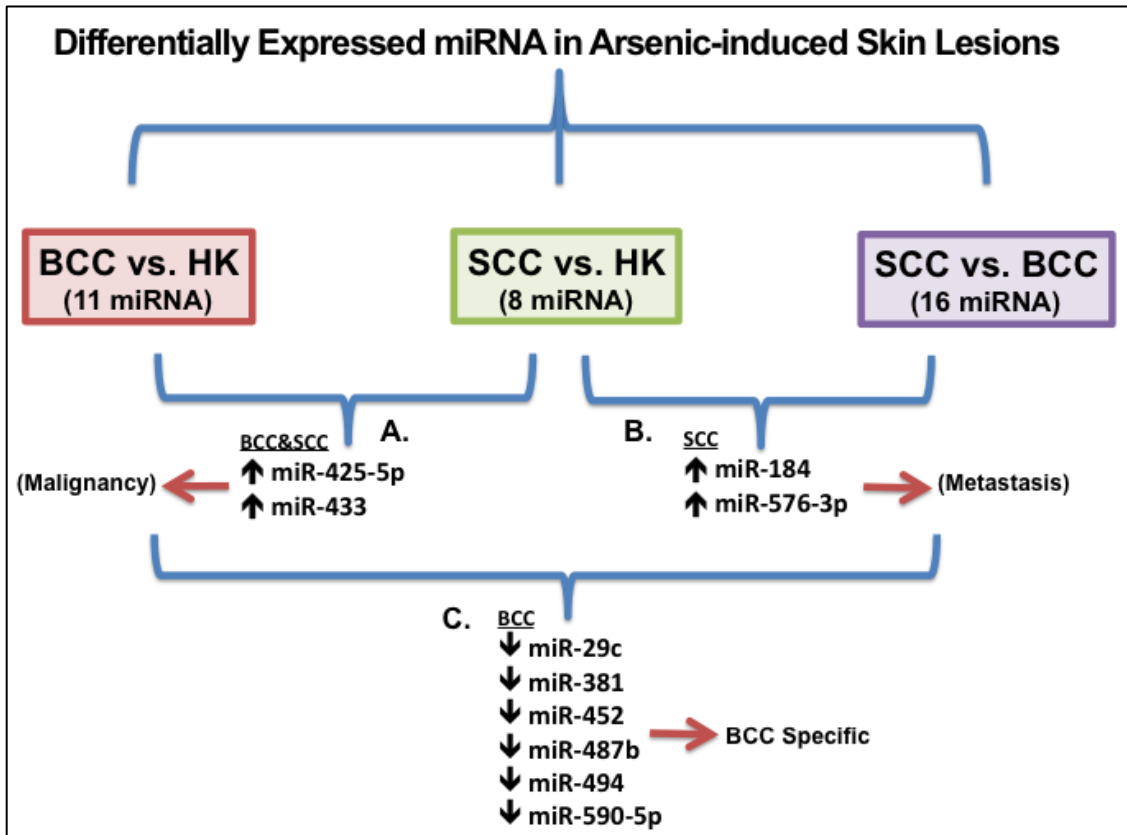 Differentially Expressed miRNA in Arsenic-induced Skin Lesions
BCC vs. HK
(11 miRNA)
SCC vs. HK
(8 miRNA)
SCC vs. BCC
(16 miRNA)
A.
BCC&SCC
↑ miR-425-5p
↑ miR-433
(Malignancy)
B.
SCC
↑ miR-184
↑ miR-576-3p
(Metastasis)
C.
BCC
↓ miR-29c
↓ miR-381
↓ miR-452
↓ miR-487b
↓ miR-494
↓ miR-590-5p
BCC Specific